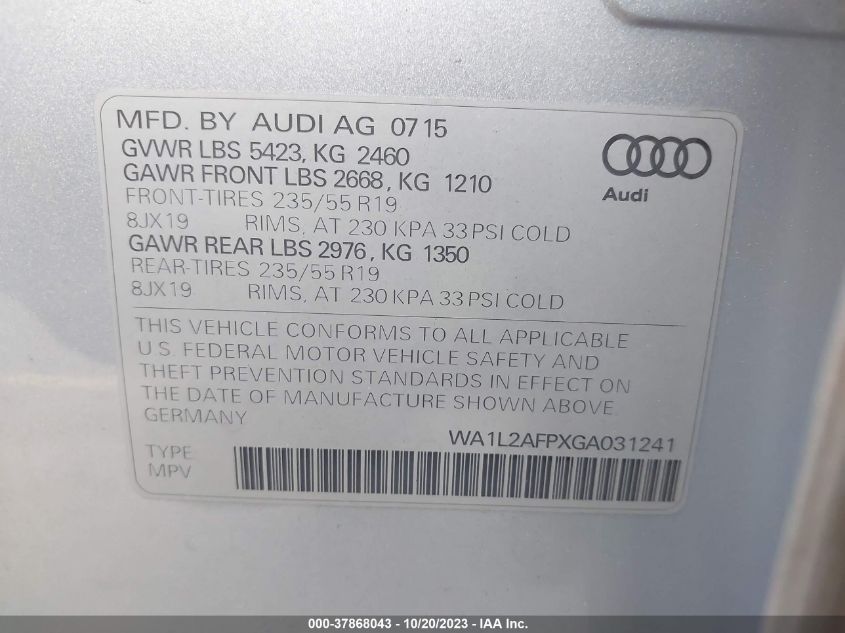 MFD. BY AUDI AG 07 15
GVWR LBS 5423, KG 2460
GAWR FRONT LBS 2668, KG 1210
FRONT-TIRES 235/55 R19
8JX19 RIMS, AT 230 KPA 33 PSI COLD
GAWR REAR LBS 2976, KG 1350
REAR-TIRES 235/55 R19
8JX19 RIMS, AT 230 KPA 33 PSI COLD
Audi
THIS VEHICLE CONFORMS TO ALL APPLICABLE
U.S. FEDERAL MOTOR VEHICLE SAFETY AND
THEFT PREVENTION STANDARDS IN EFFECT ON
THE DATE OF MANUFACTURE SHOWN ABOVE.
GERMANY
WA1L2AFPXGA031241
TYPE
MPV
000-37868043 - 10/20/2023 - IAA Inc.